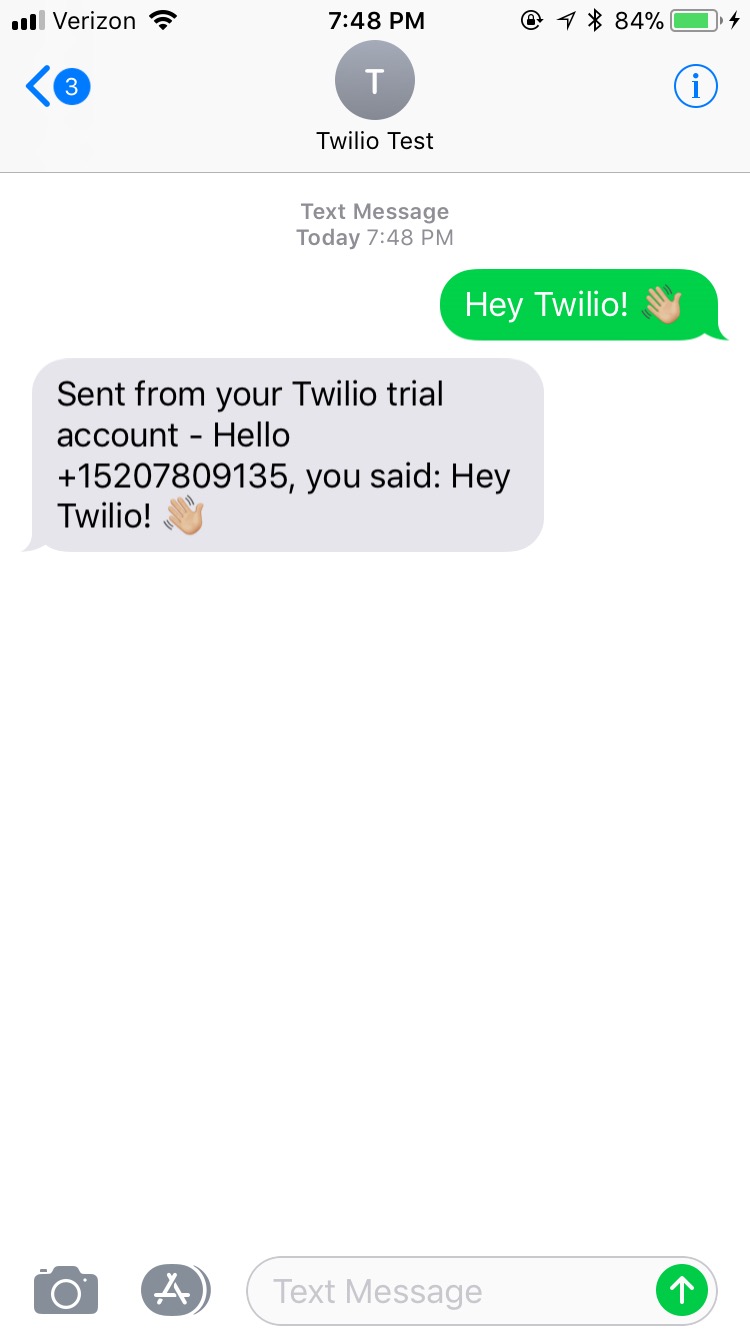 Verizon 7:48 PM 84%
3
T
Twilio Test
Text Message
Today 7:48 PM
Hey Twilio! 👋🏼
Sent from your Twilio trial
account - Hello
+15207809135, you said: Hey
Twilio! 👋🏼
Text Message